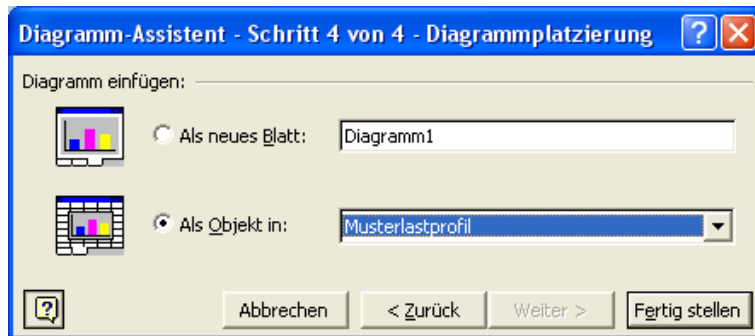 Diagramm-Assistent - Schritt 4 von 4 - Diagrammplatzierung
Diagramm einfügen:
Als neues Blatt: Diagramm1
Als Objekt in: Musterlastprofil
Abbrechen < Zurück Weiter > Fertig stellen